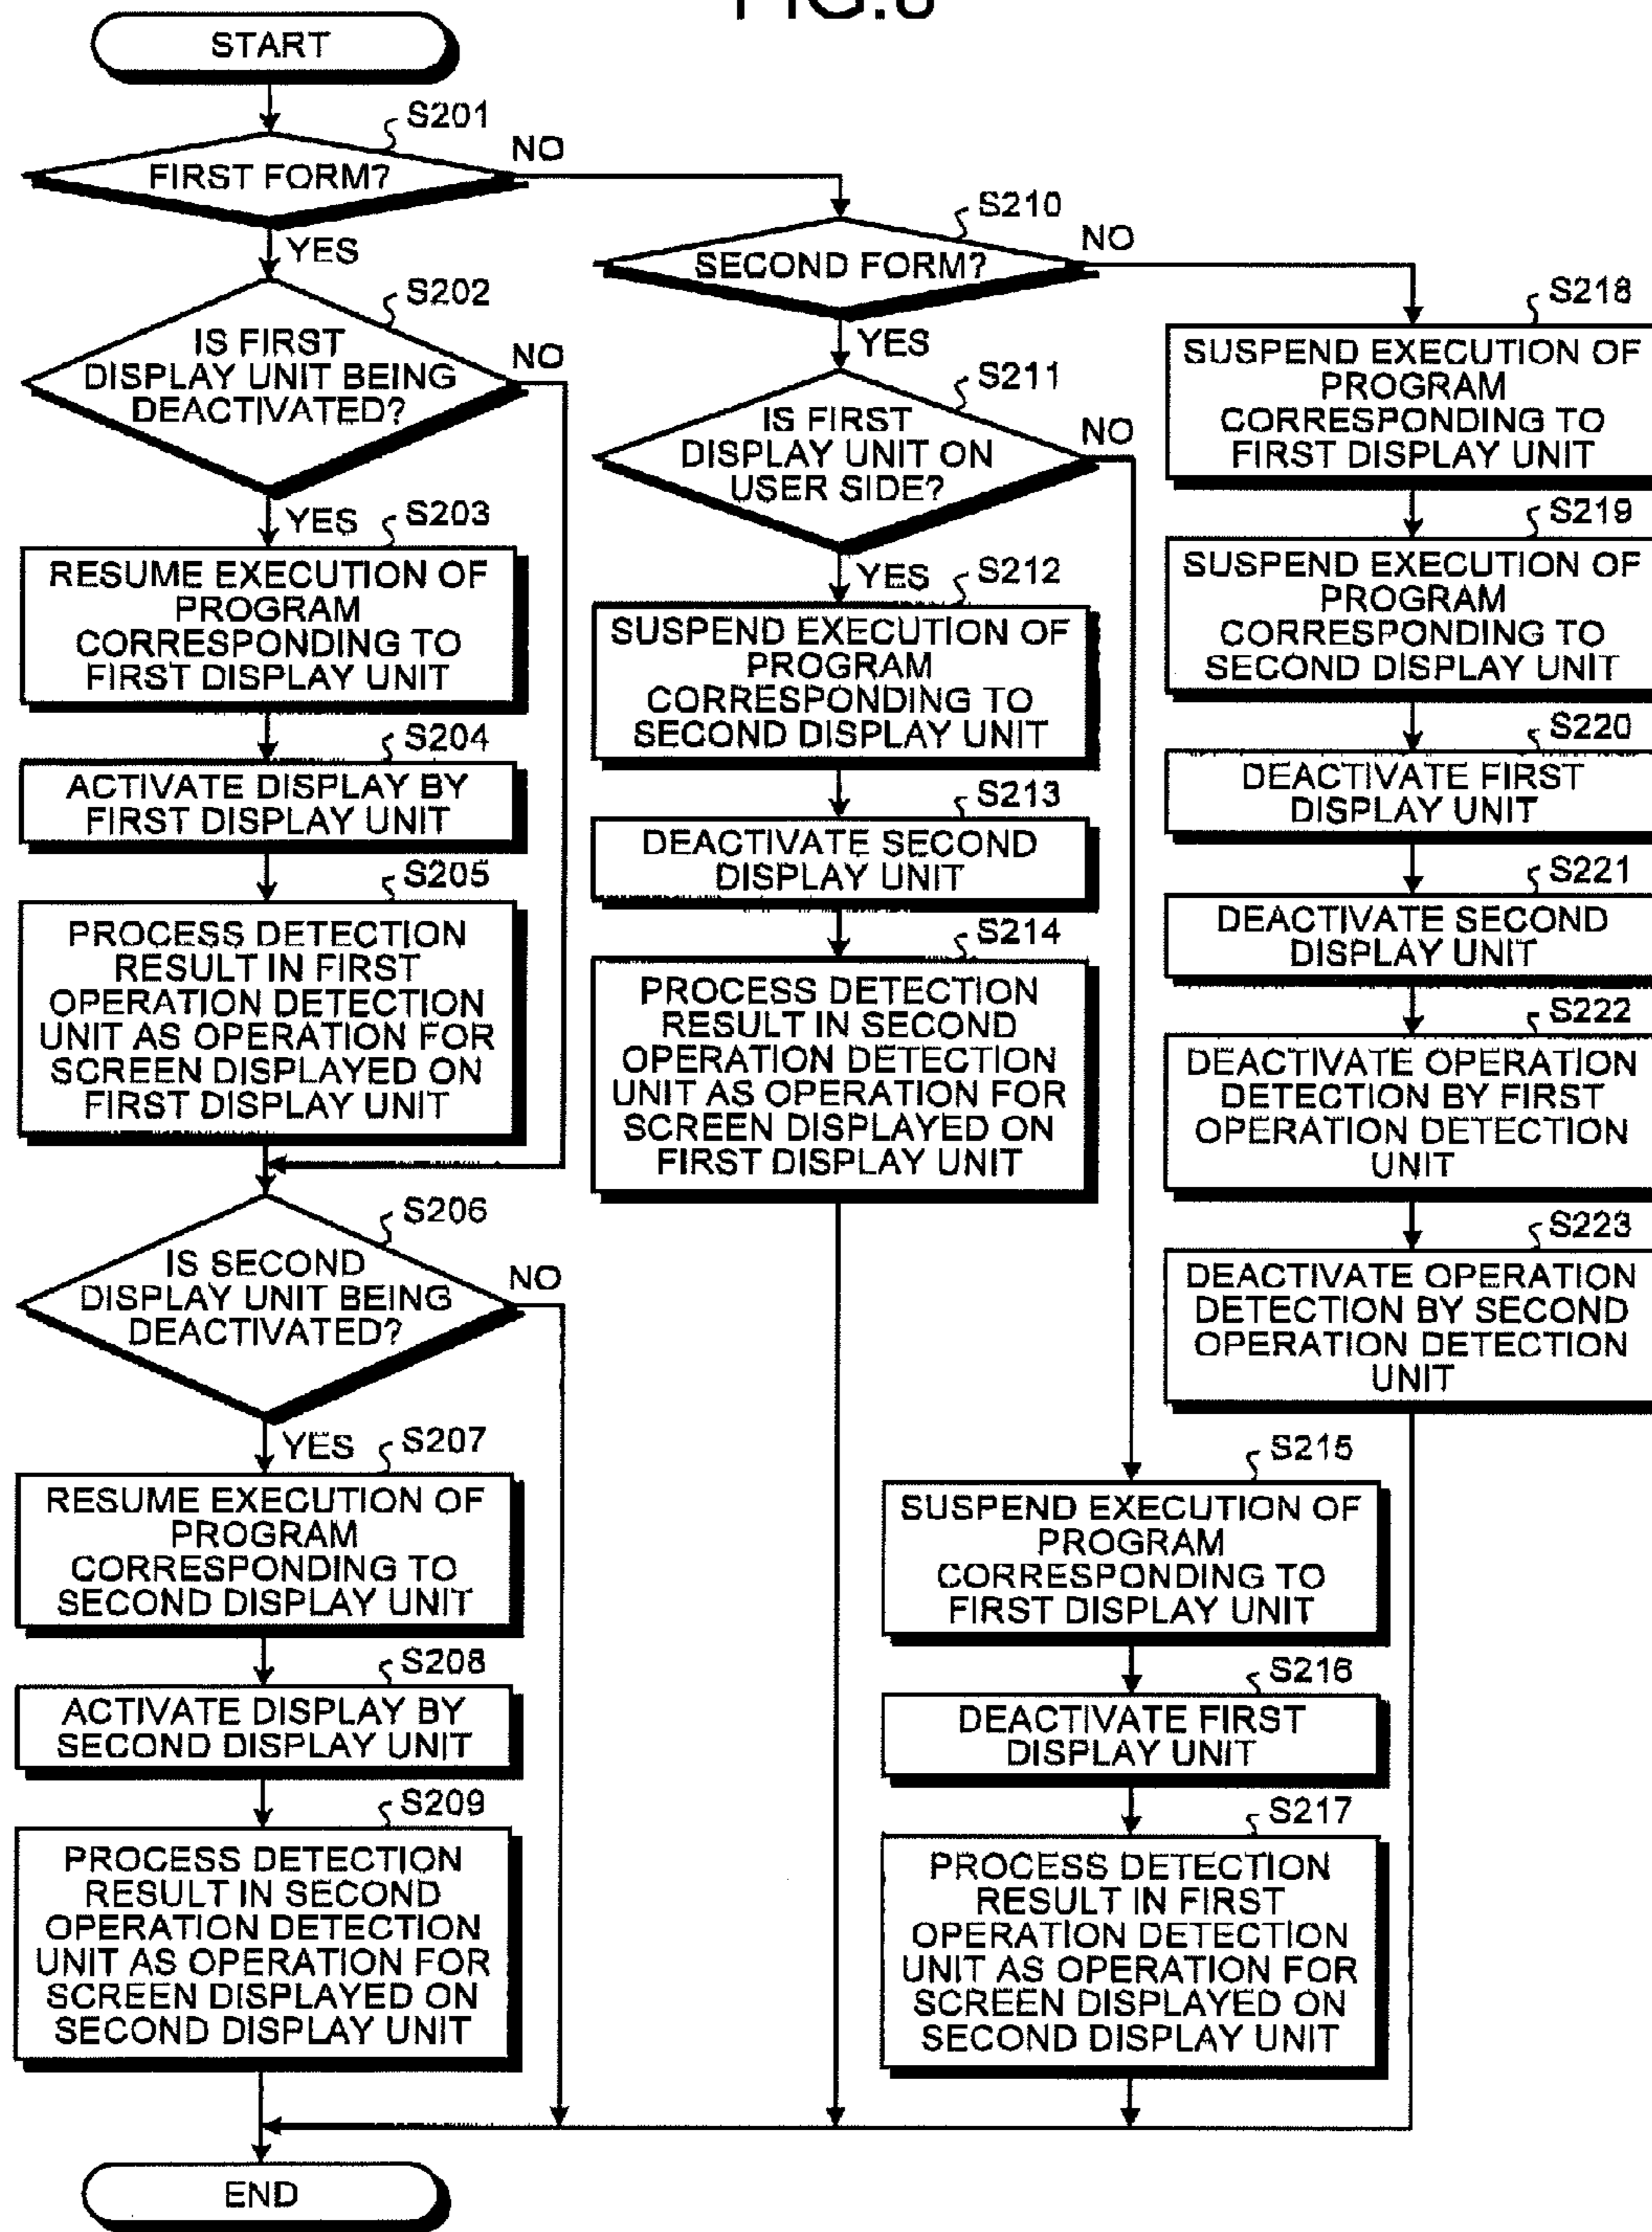 START
S201
FIRST FORM?
NO
YES
S202
IS FIRST
DISPLAY UNIT BEING
DEACTIVATED?
NO
YES
S203
RESUME EXECUTION OF
PROGRAM
CORRESPONDING TO
FIRST DISPLAY UNIT
S204
ACTIVATE DISPLAY BY
FIRST DISPLAY UNIT
S205
PROCESS DETECTION
RESULT IN FIRST
OPERATION DETECTION
UNIT AS OPERATION FOR
SCREEN DISPLAYED ON
FIRST DISPLAY UNIT
S206
IS SECOND
DISPLAY UNIT BEING
DEACTIVATED?
NO
YES
S207
RESUME EXECUTION OF
PROGRAM
CORRESPONDING TO
SECOND DISPLAY UNIT
S208
ACTIVATE DISPLAY BY
SECOND DISPLAY UNIT
S209
PROCESS DETECTION
RESULT IN SECOND
OPERATION DETECTION
UNIT AS OPERATION FOR
SCREEN DISPLAYED ON
SECOND DISPLAY UNIT
END
S210
SECOND FORM?
NO
YES
S211
IS FIRST
DISPLAY UNIT ON
USER SIDE?
NO
YES
S212
SUSPEND EXECUTION OF
PROGRAM
CORRESPONDING TO
SECOND DISPLAY UNIT
S213
DEACTIVATE SECOND
DISPLAY UNIT
S214
PROCESS DETECTION
RESULT IN SECOND
OPERATION DETECTION
UNIT AS OPERATION FOR
SCREEN DISPLAYED ON
FIRST DISPLAY UNIT
S215
SUSPEND EXECUTION OF
PROGRAM
CORRESPONDING TO
FIRST DISPLAY UNIT
S216
DEACTIVATE FIRST
DISPLAY UNIT
S217
PROCESS DETECTION
RESULT IN FIRST
OPERATION DETECTION
UNIT AS OPERATION FOR
SCREEN DISPLAYED ON
SECOND DISPLAY UNIT
S218
SUSPEND EXECUTION OF
PROGRAM
CORRESPONDING TO
FIRST DISPLAY UNIT
S219
SUSPEND EXECUTION OF
PROGRAM
CORRESPONDING TO
SECOND DISPLAY UNIT
S220
DEACTIVATE FIRST
DISPLAY UNIT
S221
DEACTIVATE SECOND
DISPLAY UNIT
S222
DEACTIVATE OPERATION
DETECTION BY FIRST
OPERATION DETECTION
UNIT
S223
DEACTIVATE OPERATION
DETECTION BY SECOND
OPERATION DETECTION
UNIT